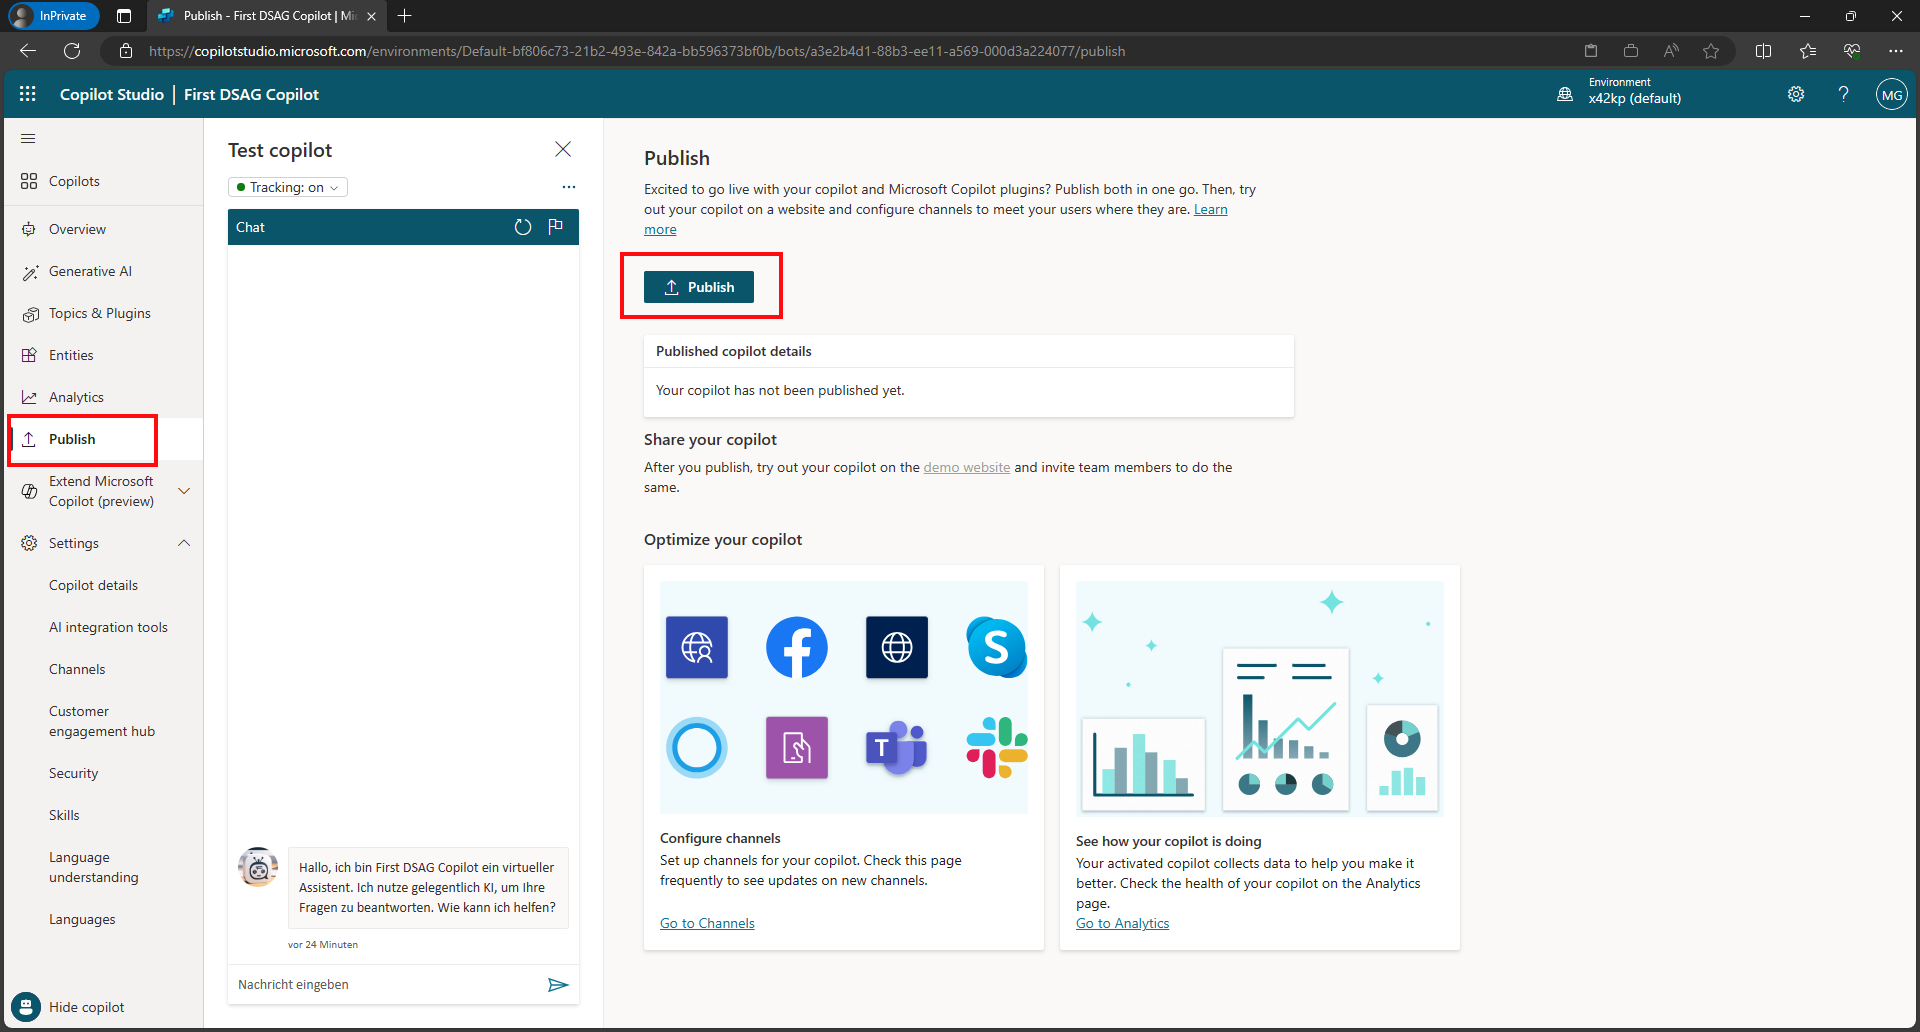 InPrivate
Publish - First DSAG Copilot | Mi
https://copilotstudio.microsoft.com/environments/Default-bf806c73-21b2-493e-842a-bb596373bf0b/bots/a3e2b4d1-88b3-ee11-a569-000d3a224077/publish
Copilot Studio | First DSAG Copilot
Environment
x42kp (default)
?
MG
Copilots
Overview
Generative AI
Topics & Plugins
Entities
Analytics
Publish
Extend Microsoft
Copilot (preview)
Settings
Copilot details
AI integration tools
Channels
Customer
engagement hub
Security
Skills
Language
understanding
Languages
Hide copilot
Test copilot
Tracking: on
Chat
Hallo, ich bin First DSAG Copilot ein virtueller
Assistent. Ich nutze gelegentlich KI, um Ihre
Fragen zu beantworten. Wie kann ich helfen?
vor 24 Minuten
Nachricht eingeben
Publish
Excited to go live with your copilot and Microsoft Copilot plugins? Publish both in one go. Then, try
out your copilot on a website and configure channels to meet your users where they are. Learn
more
Publish
Published copilot details
Your copilot has not been published yet.
Share your copilot
After you publish, try out your copilot on the demo website and invite team members to do the
same.
Optimize your copilot
S
T
Configure channels
Set up channels for your copilot. Check this page
frequently to see updates on new channels.
Go to Channels
See how your copilot is doing
Your activated copilot collects data to help you make it
better. Check the health of your copilot on the Analytics
page.
Go to Analytics